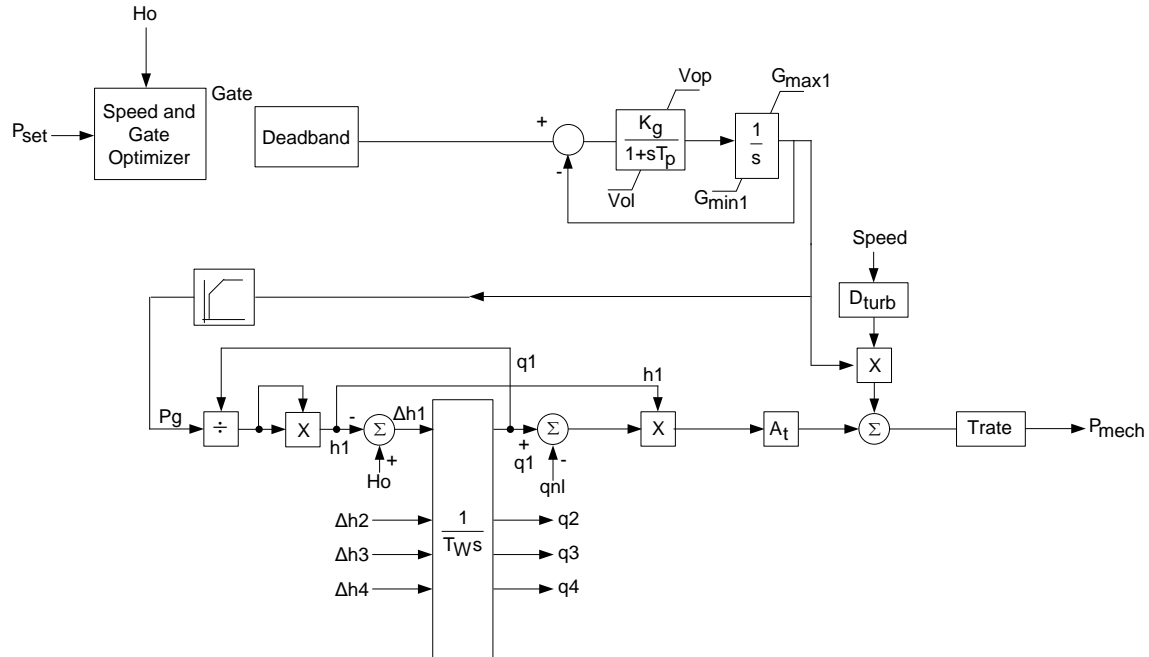 Ho
Speed and
Gate
Optimizer
Gate
Pset
Deadband
+
-
Vop
Kg
1+sTp
Vol
Gmax1
1
s
Gmin1
Speed
Dturb
X
q1
h1
Pg
÷
X
-
h1
Σ
+
Ho
Δh1
1
TWs
+
q1
Σ
-
qnl
X
At
Σ
Trate
Pmech
Δh2
q2
Δh3
q3
Δh4
q4